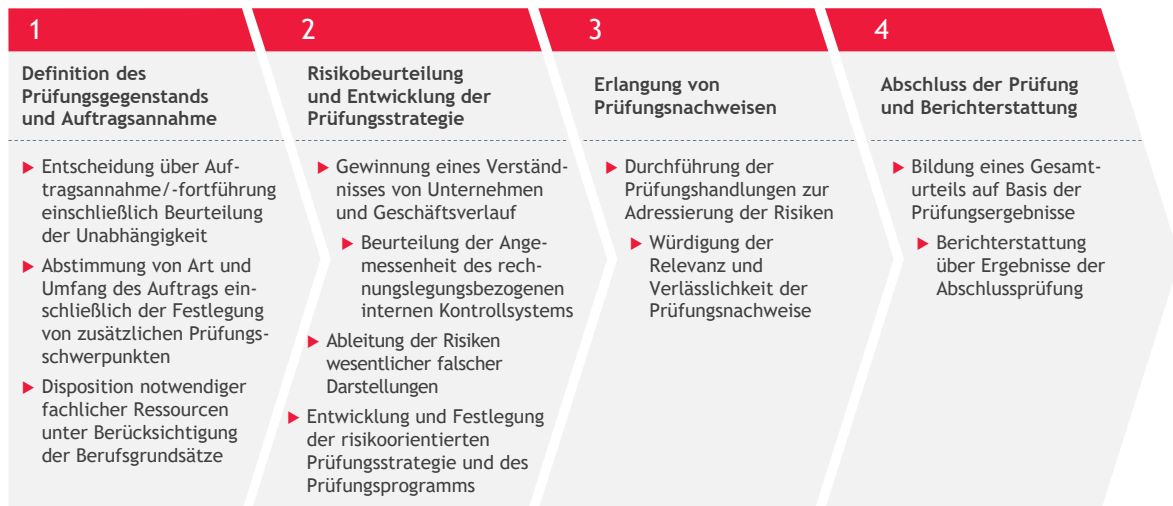 1
Definition des
Prüfungsgegenstands
und Auftragsannahme
▶ Entscheidung über Auf-
tragsannahme/-fortführung
einschließlich Beurteilung
der Unabhängigkeit
▶ Abstimmung von Art und
Umfang des Auftrags ein-
schließlich der Festlegung
von zusätzlichen Prüfungs-
schwerpunkten
▶ Disposition notwendiger
fachlicher Ressourcen
unter Berücksichtigung
der Berufsgrundsätze
2
Risikobeurteilung
und Entwicklung der
Prüfungsstrategie
▶ Gewinnung eines Verständ-
nisses von Unternehmen
und Geschäftsverlauf
▶ Beurteilung der Ange-
messenheit des rech-
nungslegungsbezogenen
internen Kontrollsystems
▶ Ableitung der Risiken
wesentlicher falscher
Darstellungen
▶ Entwicklung und Festlegung
der risikoorientierten
Prüfungsstrategie und des
Prüfungsprogramms
3
Erlangung von
Prüfungsnachweisen
▶ Durchführung der
Prüfungshandlungen zur
Adressierung der Risiken
▶ Würdigung der
Relevanz und
Verlässlichkeit der
Prüfungsnachweise
4
Abschluss der Prüfung
und Berichterstattung
▶ Bildung eines Gesamt-
urteils auf Basis der
Prüfungsergebnisse
▶ Berichterstattung
über Ergebnisse der
Abschlussprüfung